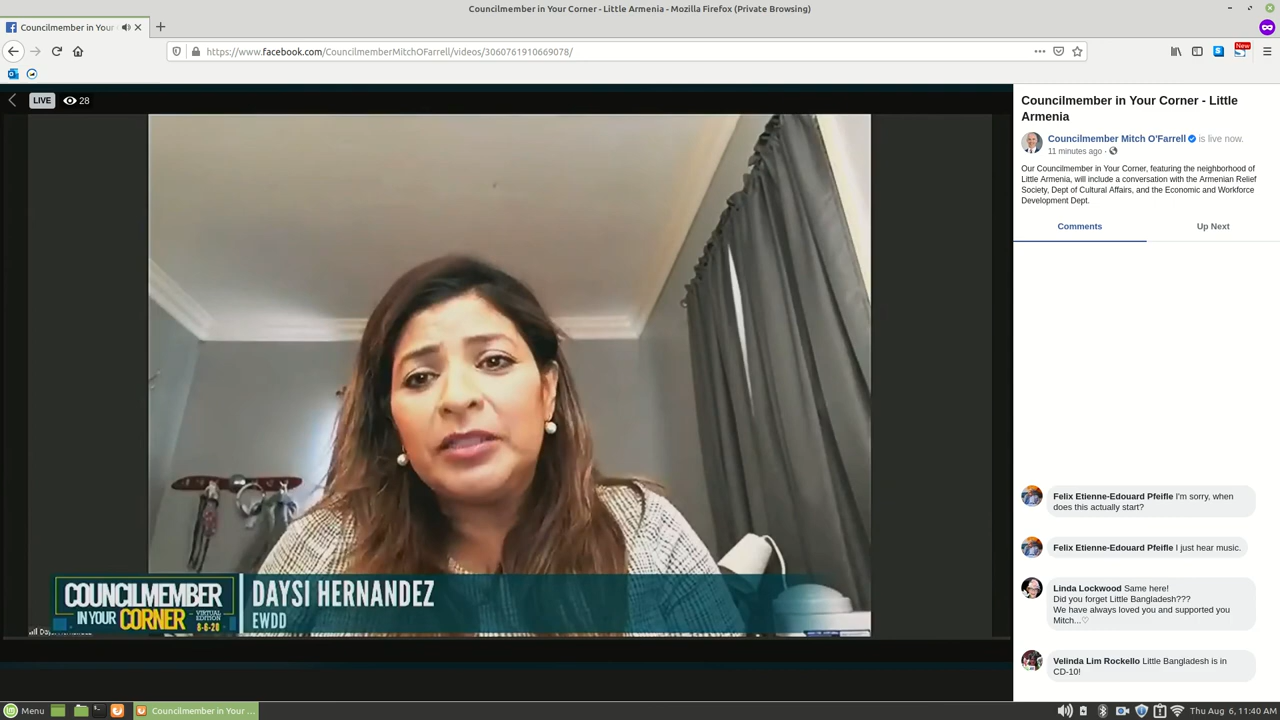 Councilmember in Your Corner - Little Armenia - Mozilla Firefox (Private Browsing)
Councilmember in Your
https://www.facebook.com/CouncilmemberMitchOFarrell/videos/3060761910669078/
New
LIVE 28
Councilmember in Your Corner - Little
Armenia
Councilmember Mitch O'Farrell is live now.
11 minutes ago ·
Our Councilmember in Your Corner, featuring the neighborhood of
Little Armenia, will include a conversation with the Armenian Relief
Society, Dept of Cultural Affairs, and the Economic and Workforce
Development Dept.
Comments
Up Next
Felix Etienne-Edouard Pfeifle I'm sorry, when
does this actually start?
Felix Etienne-Edouard Pfeifle I just hear music.
Linda Lockwood Same here!
Did you forget Little Bangladesh???
We have always loved you and supported you
Mitch...♡
Velinda Lim Rockello Little Bangladesh is in
CD-10!
COUNCILMEMBER
IN YOUR CORNER
VIRTUAL
EDITION
8-6-20
DAYSI HERNANDEZ
EWDD
Menu
Councilmember in Your ...
Thu Aug 6, 11:40 AM